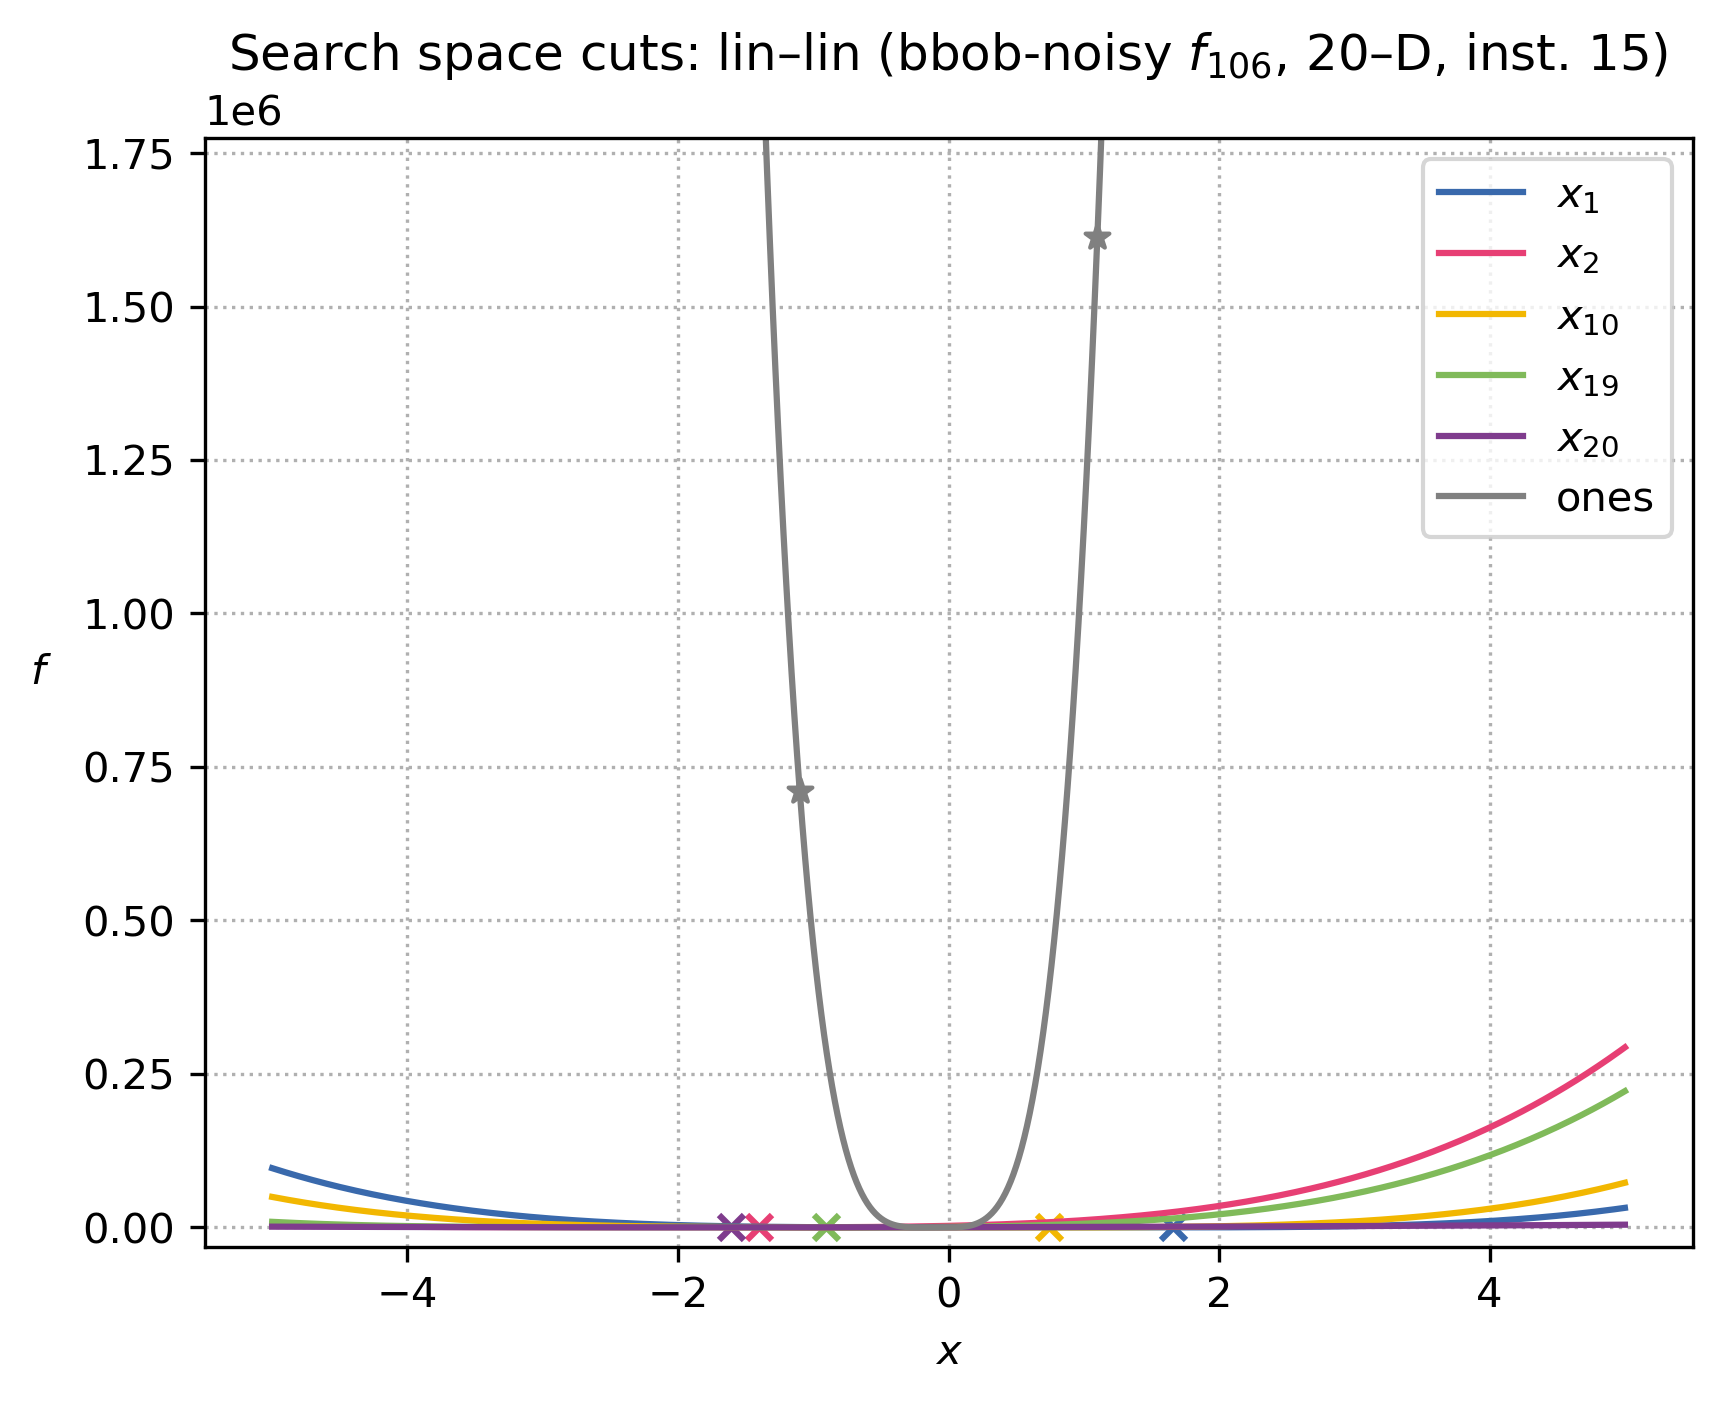 Search space cuts: lin–lin (bbob-noisy f₁₀₆, 20–D, inst. 15)
1e6
1.75
1.50
1.25
1.00
0.75
0.50
0.25
0.00
f
−4
−2
0
2
4
x
x₁
x₂
x₁₀
x₁₉
x₂₀
ones